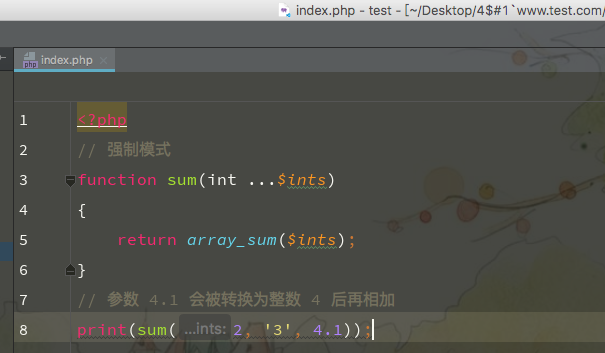 index.php - test - [~/Desktop/4$#1`www.test.com/
index.php
1 <?php
2 // 强制模式
3 function sum(int ...$ints)
4 {
5 return array_sum($ints);
6 }
7 // 参数 4.1 会被转换为整数 4 后再相加
8 print(sum( ...ints: 2, '3', 4.1));